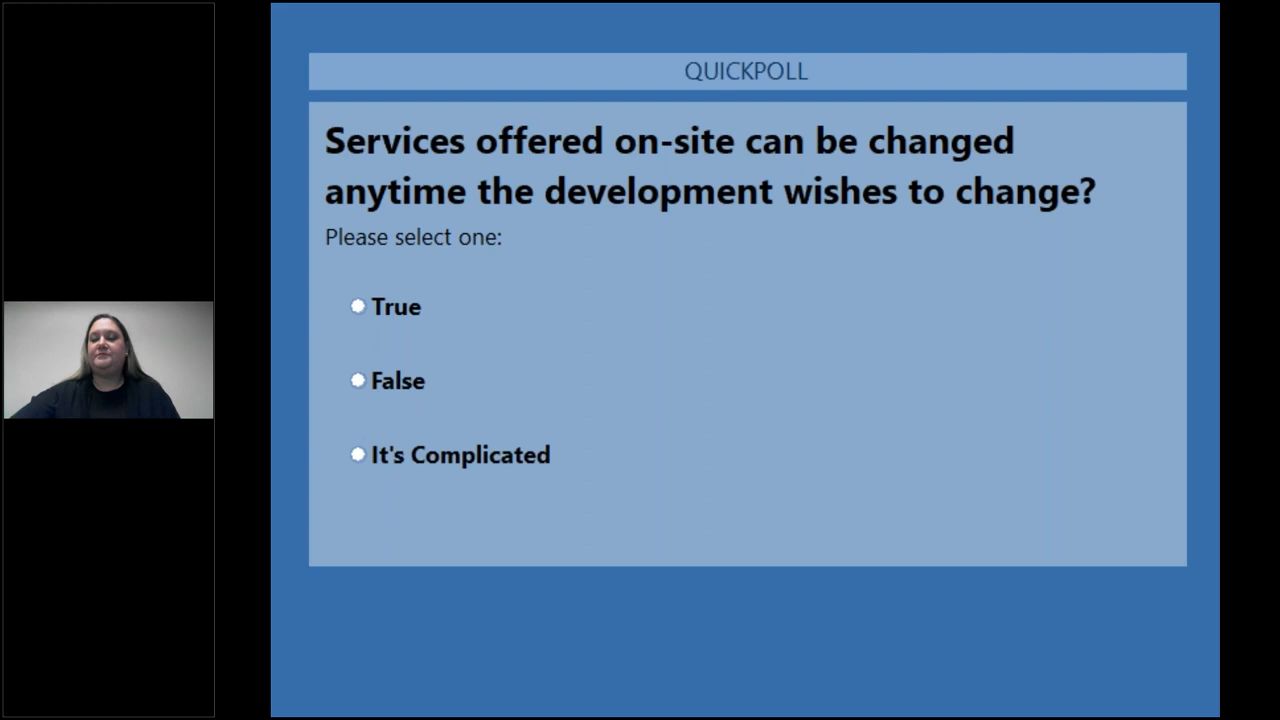 QUICKPOLL
Services offered on-site can be changed
anytime the development wishes to change?
Please select one:
True
False
It's Complicated